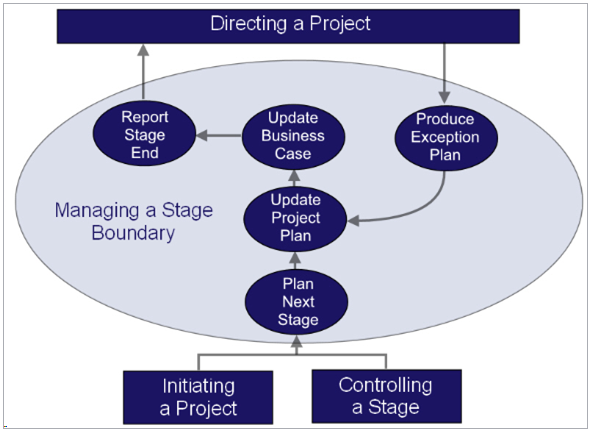 Directing a Project
Report
Stage
End
Update
Business
Case
Produce
Exception
Plan
Managing a Stage
Boundary
Update
Project
Plan
Plan
Next
Stage
Initiating
a Project
Controlling
a Stage